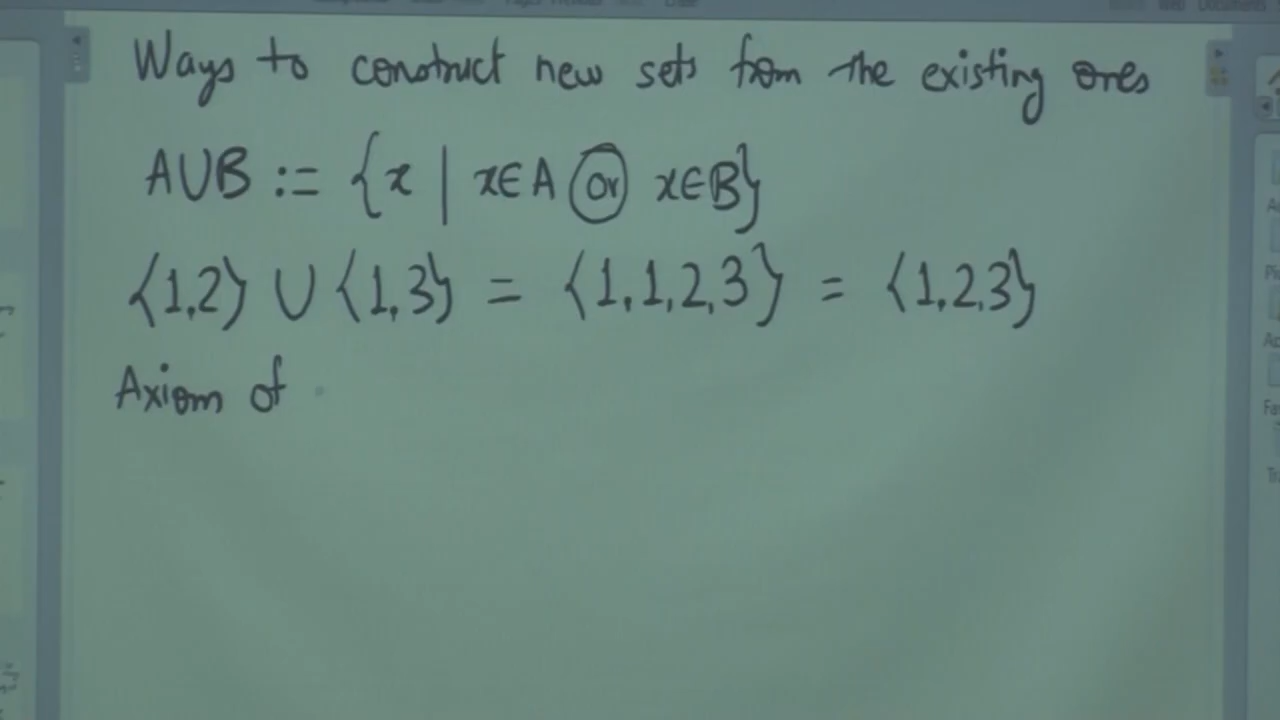 Ways to construct new sets from the existing ones
A∪B := {x | x∈A or x∈B}
{1,2} ∪ {1,3} = {1,1,2,3} = {1,2,3}
Axiom of